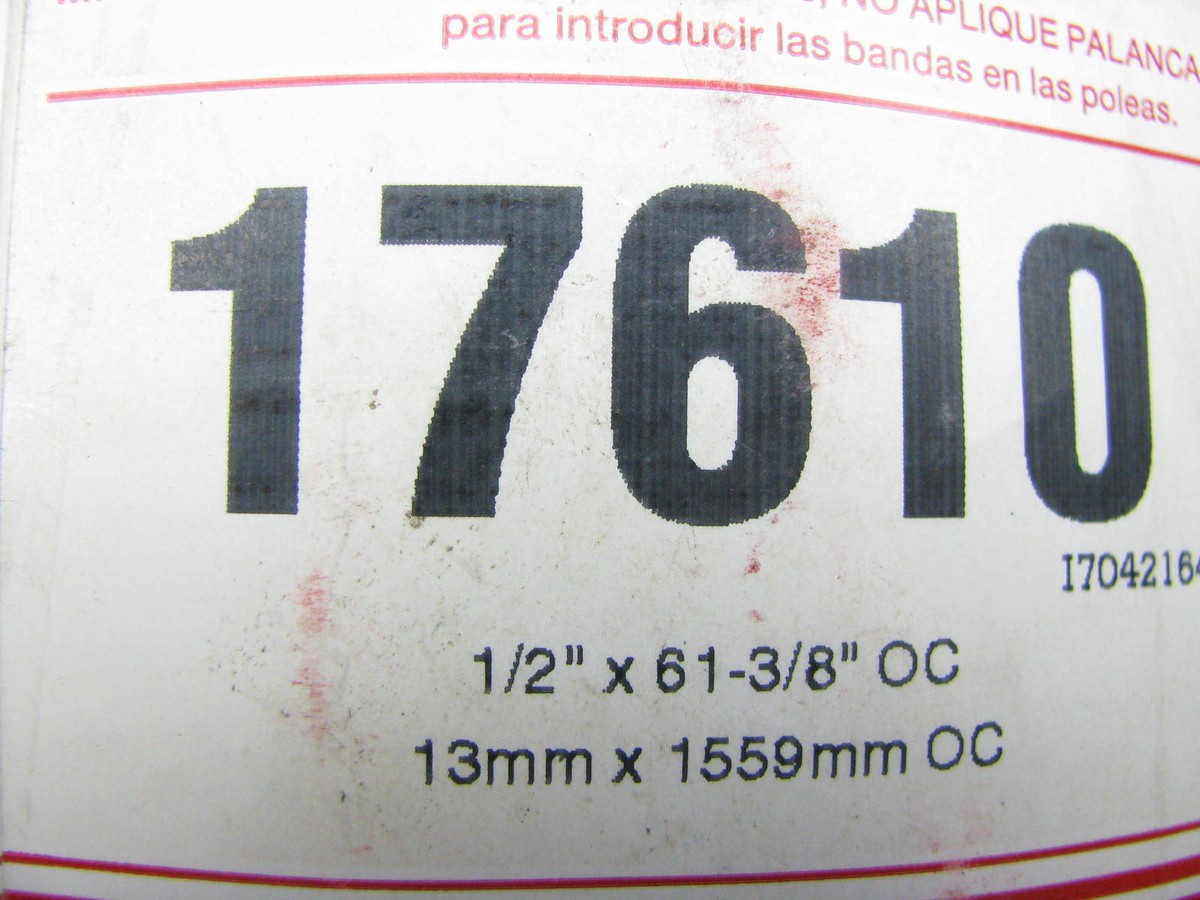 NO APLIQUE PALANCA
para introducir las bandas en las poleas.
17610
I7042164
1/2" x 61-3/8" OC
13mm x 1559mm OC